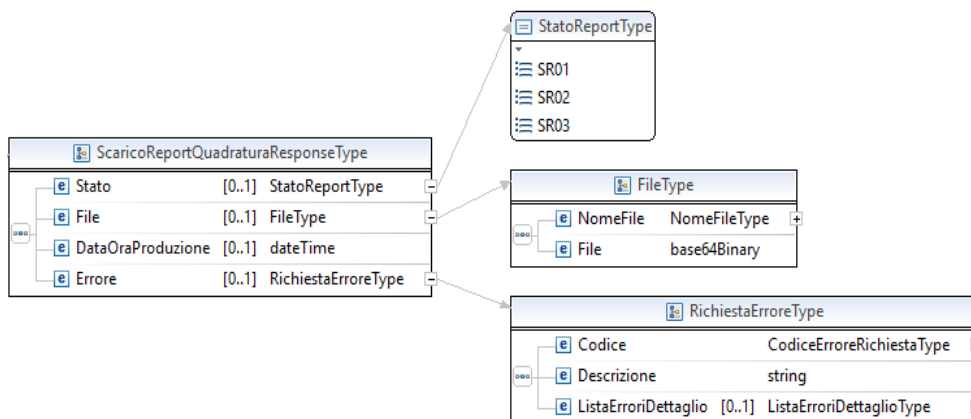 StatoReportType
SR01
SR02
SR03
ScaricoReportQuadraturaResponseType
Stato [0..1] StatoReportType
File [0..1] FileType
DataOraProduzione [0..1] dateTime
Errore [0..1] RichiestaErroreType
FileType
NomeFile NomeFileType
File base64Binary
RichiestaErroreType
Codice CodiceErroreRichiestaType
Descrizione string
ListaErroriDettaglio [0..1] ListaErroriDettaglioType